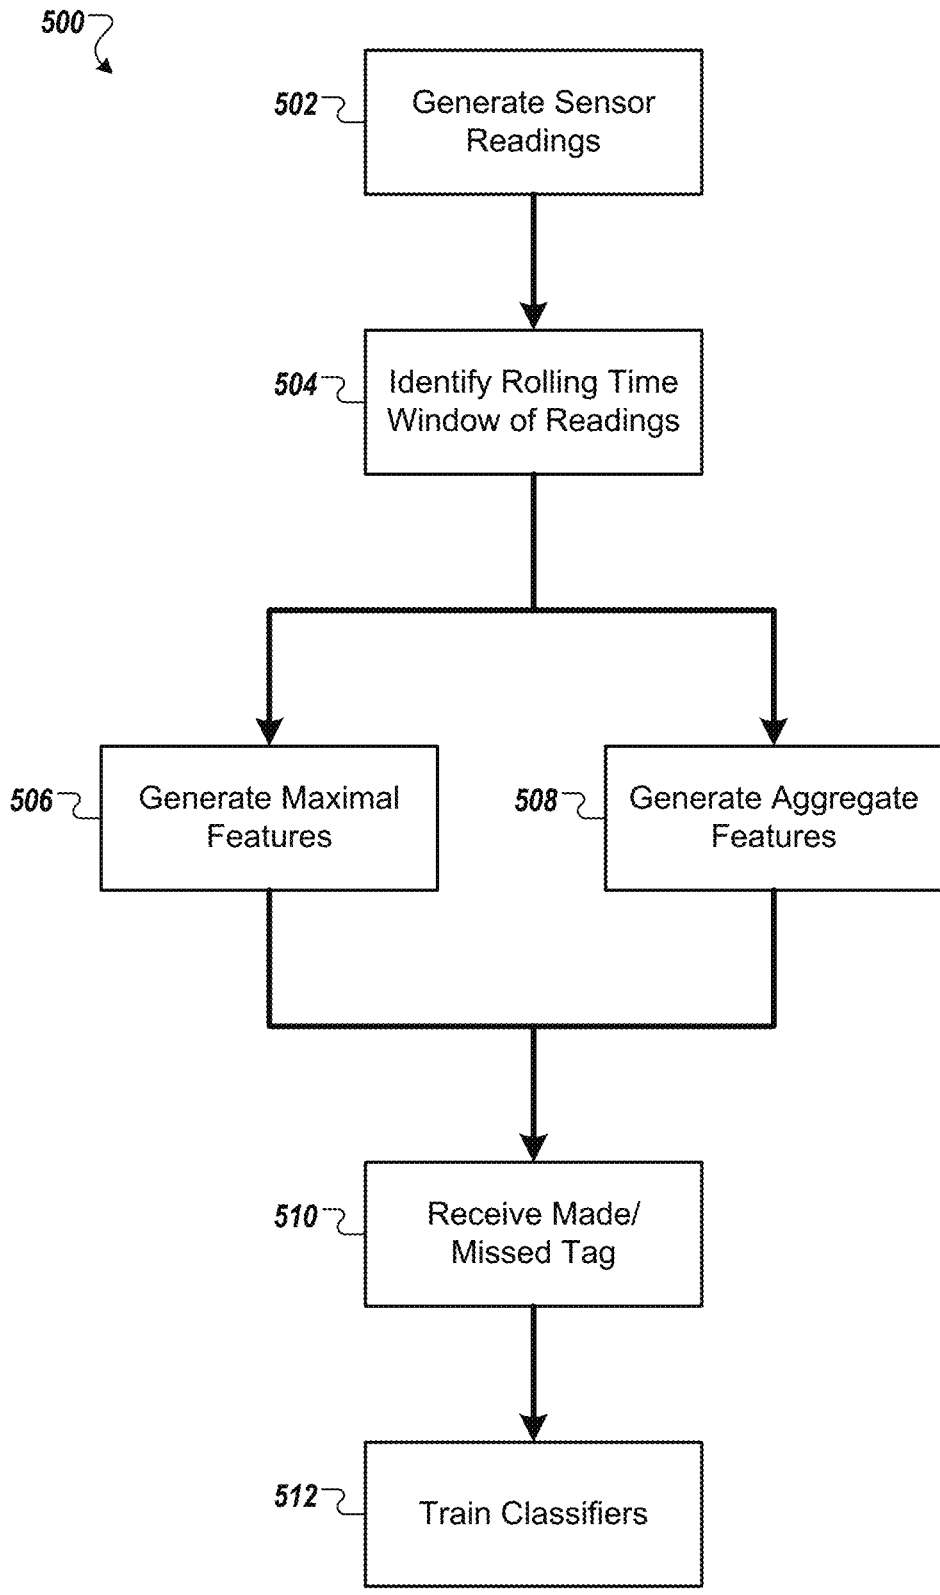 500
502
Generate Sensor
Readings
504
Identify Rolling Time
Window of Readings
506
Generate Maximal
Features
508
Generate Aggregate
Features
510
Receive Made/
Missed Tag
512
Train Classifiers